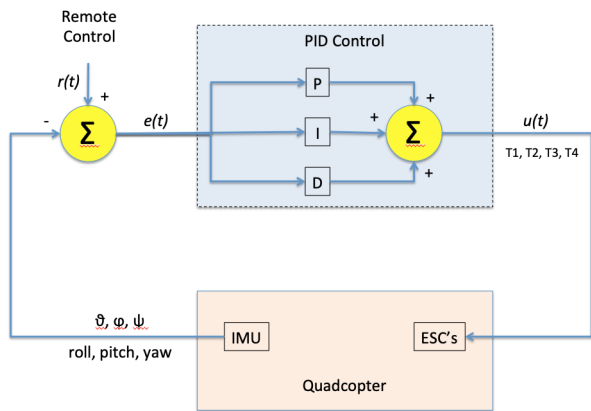 Remote
Control
PID Control
r(t)
+
P
+
-
Σ
e(t)
I
+
Σ
u(t)
T1, T2, T3, T4
D
+
ϑ, φ, ψ
IMU
ESC's
roll, pitch, yaw
Quadcopter